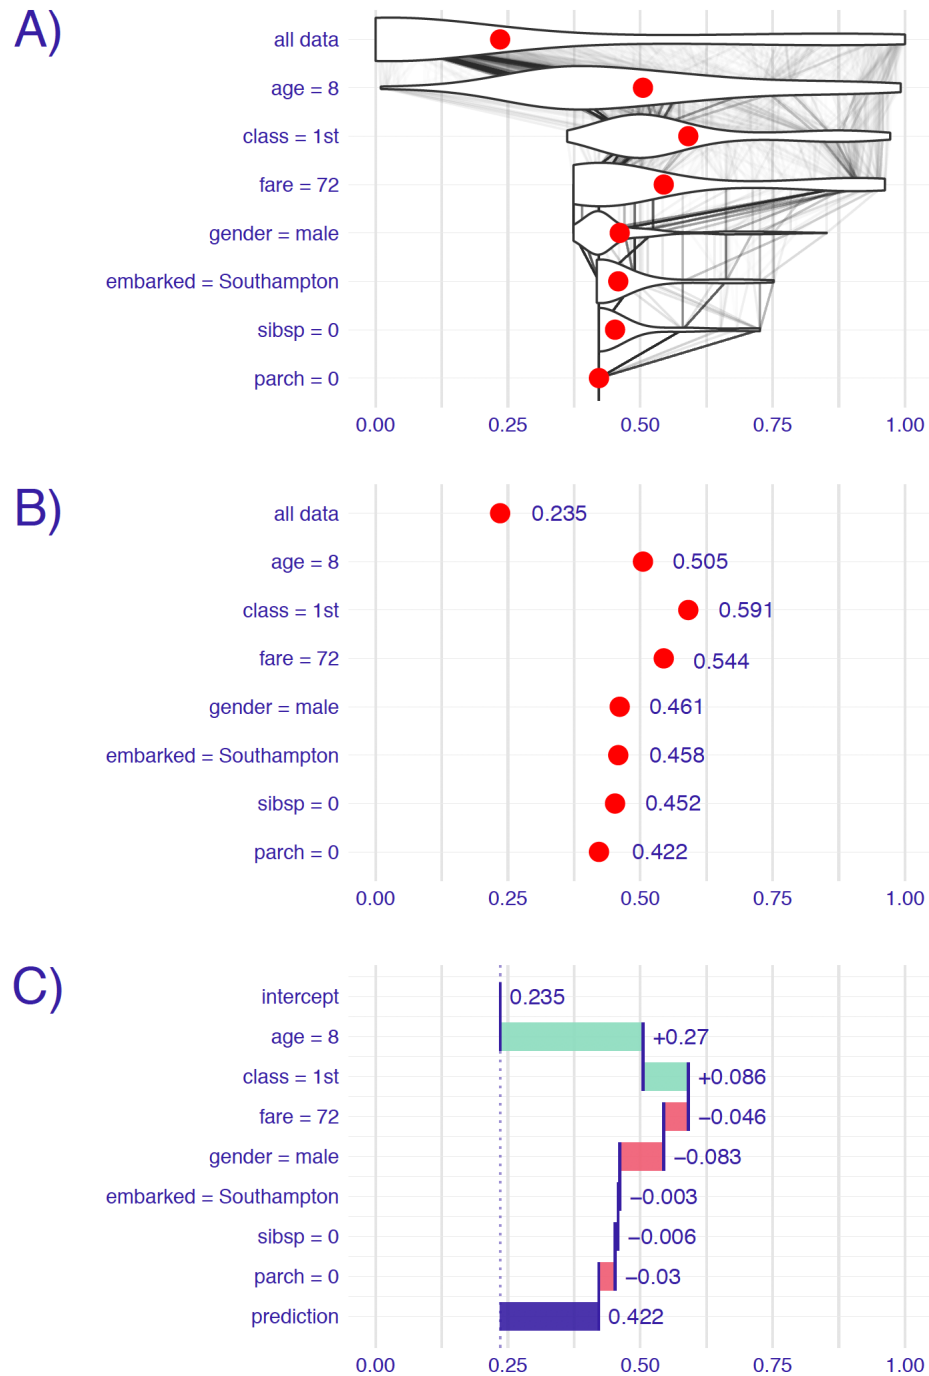 A)
all data
age = 8
class = 1st
fare = 72
gender = male
embarked = Southampton
sibsp = 0
parch = 0
0.00 0.25 0.50 0.75 1.00
B)
all data 0.235
age = 8 0.505
class = 1st 0.591
fare = 72 0.544
gender = male 0.461
embarked = Southampton 0.458
sibsp = 0 0.452
parch = 0 0.422
0.00 0.25 0.50 0.75 1.00
C)
intercept 0.235
age = 8 +0.27
class = 1st +0.086
fare = 72 −0.046
gender = male −0.083
embarked = Southampton −0.003
sibsp = 0 −0.006
parch = 0 −0.03
prediction 0.422
0.00 0.25 0.50 0.75 1.00